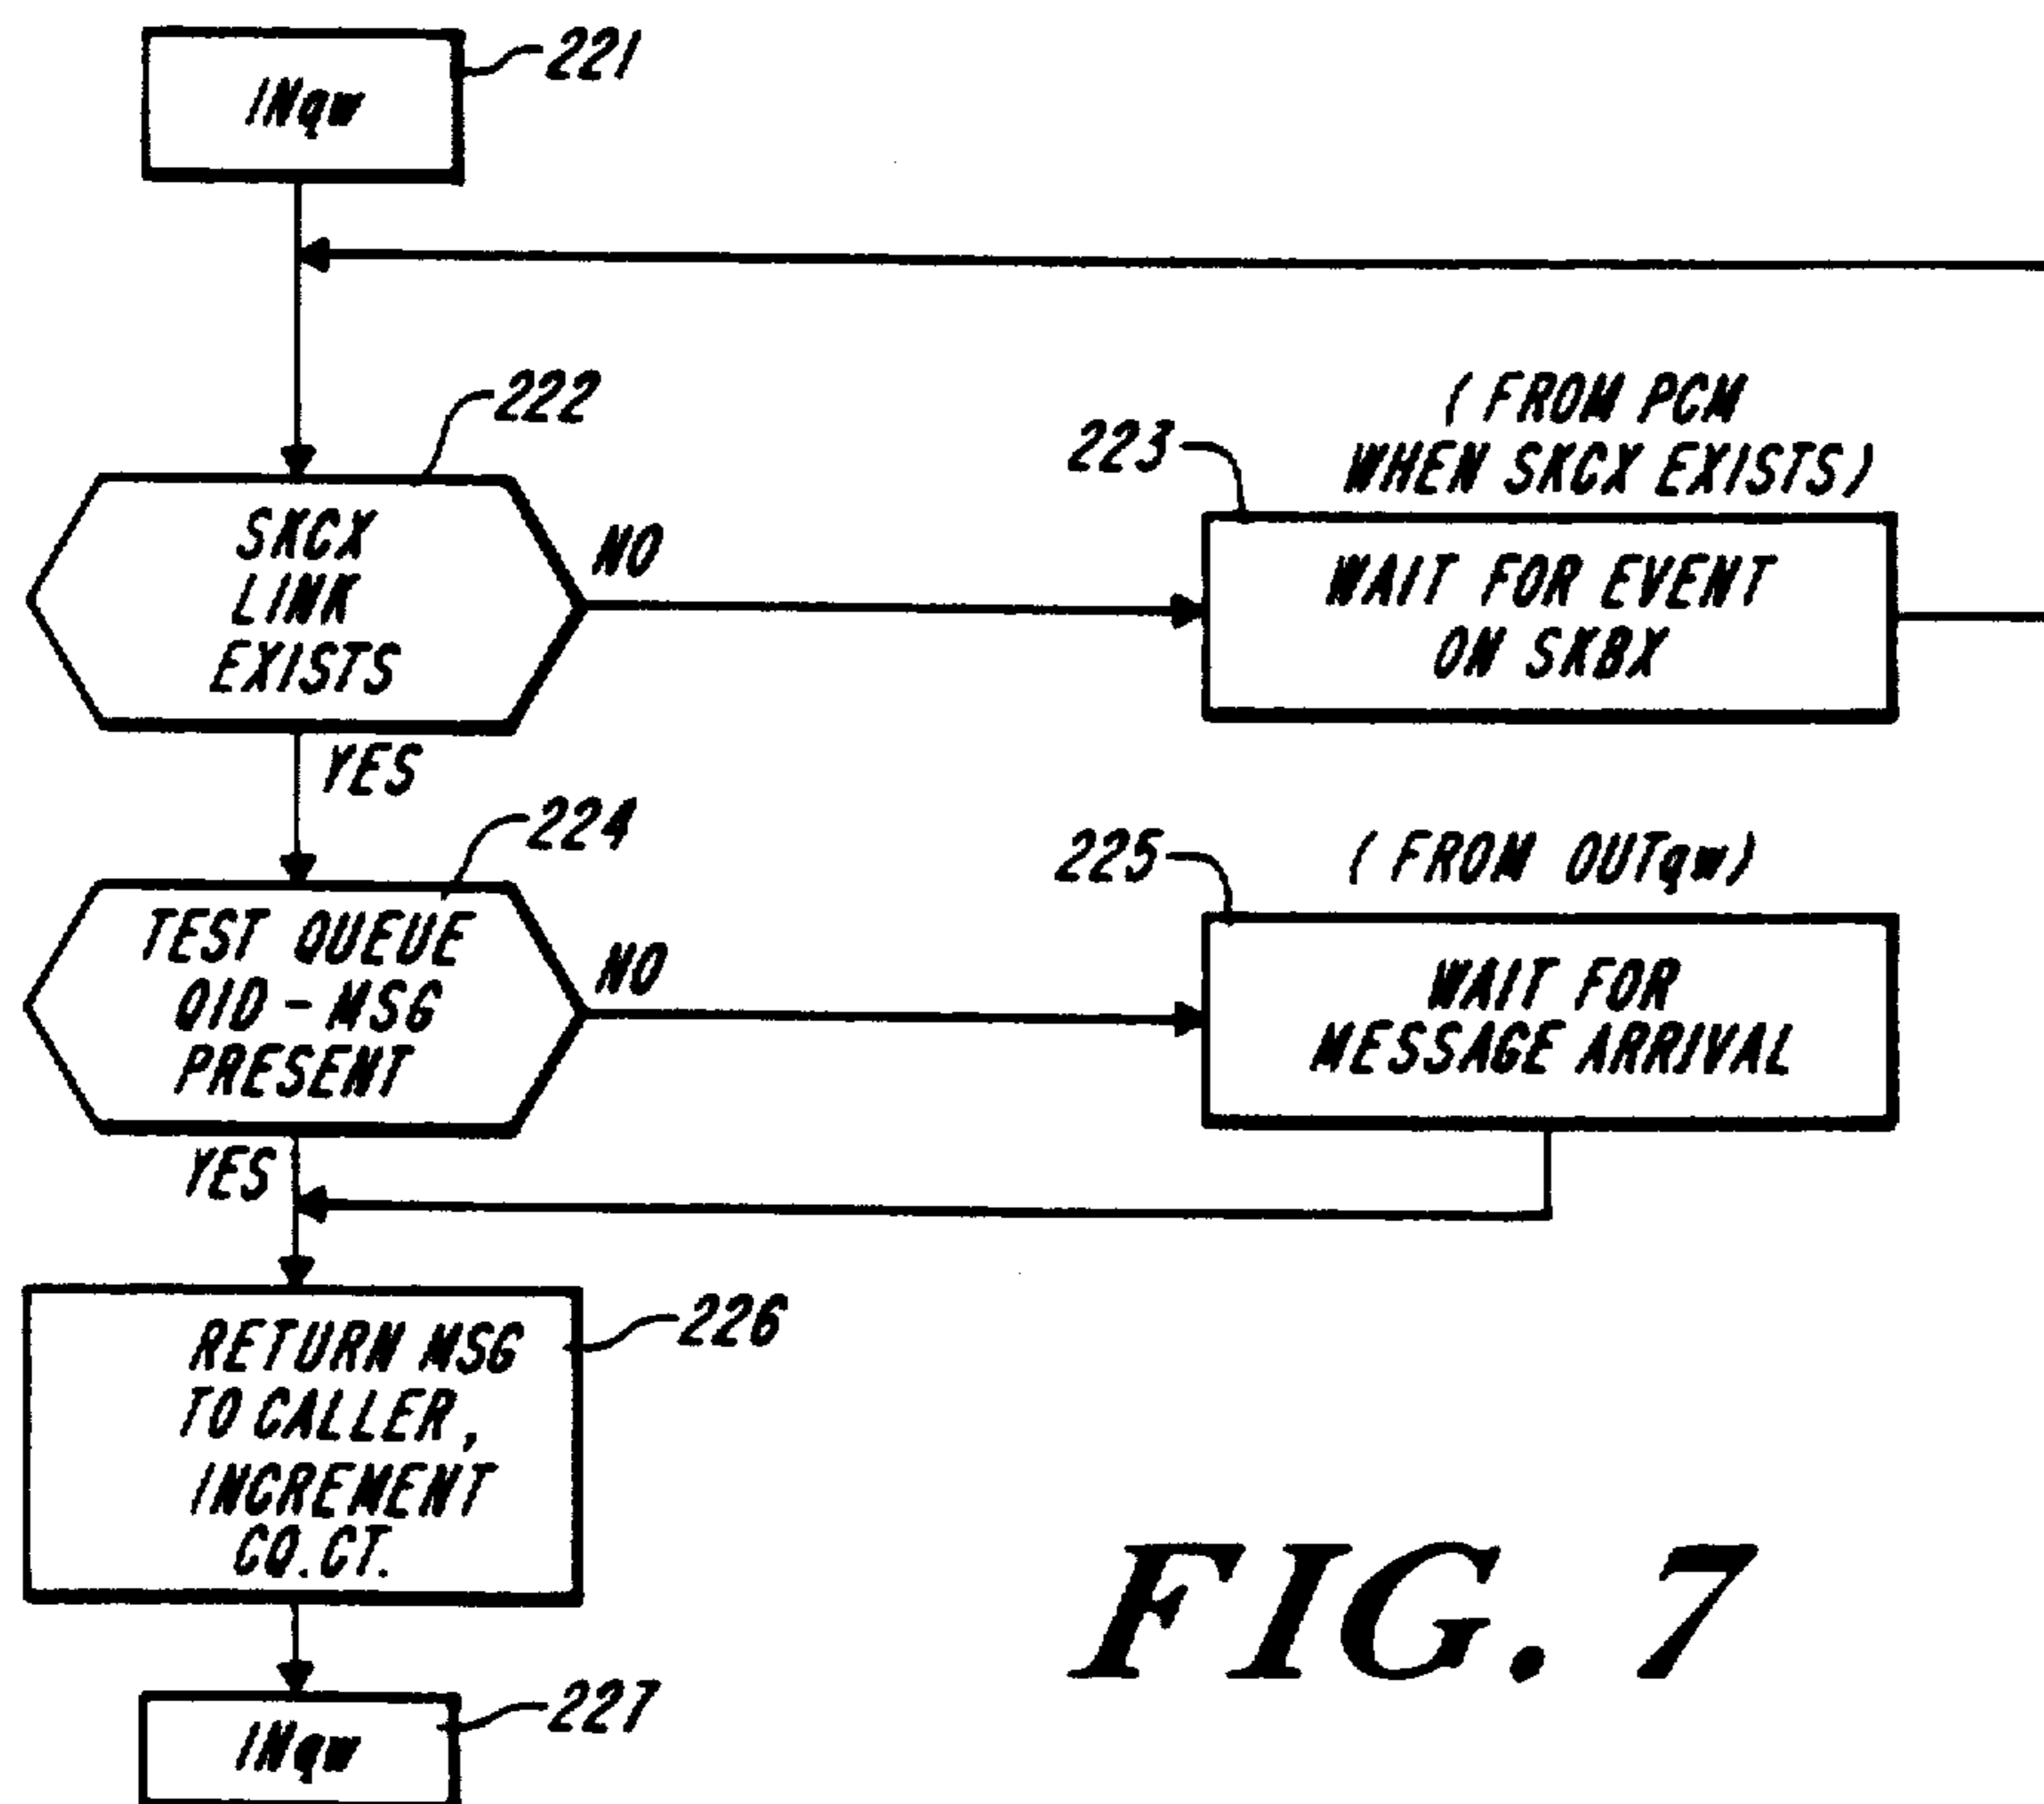 INqw
221
222
SKCX
LINK
EXISTS
NO
(FROM PCM
WHEN SKCX EXISTS)
223
WAIT FOR EVENT
ON SKBX
YES
224
TEST QUEUE
QID-MSG
PRESENT
NO
(FROM OUTqw)
225
WAIT FOR
MESSAGE ARRIVAL
YES
RETURN MSG
TO CALLER,
INCREMENT
CO.CT.
226
INqw
227
FIG. 7